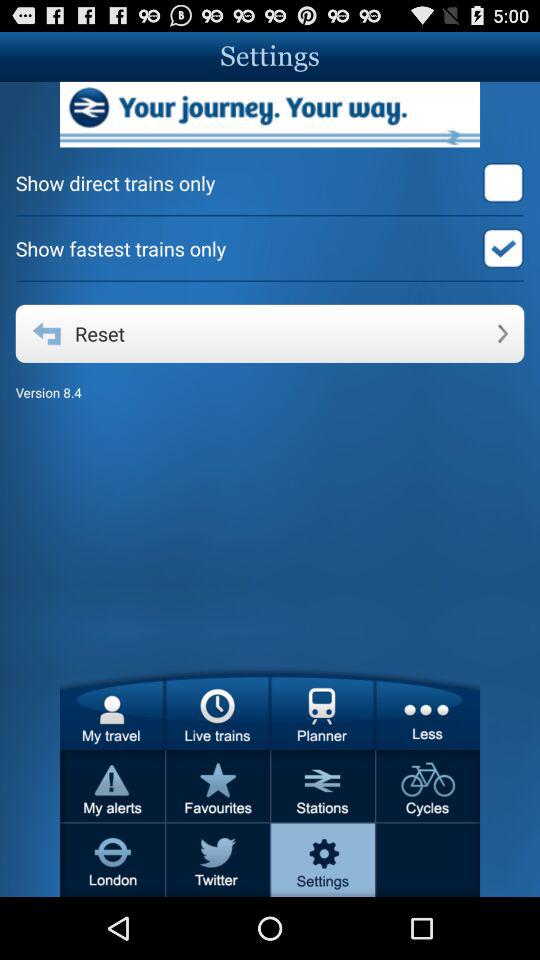 5:00
Settings
Your journey. Your way.
Show direct trains only
Show fastest trains only
Reset
Version 8.4
My travel
Live trains
Planner
Less
My alerts
Favourites
Stations
Cycles
London
Twitter
Settings